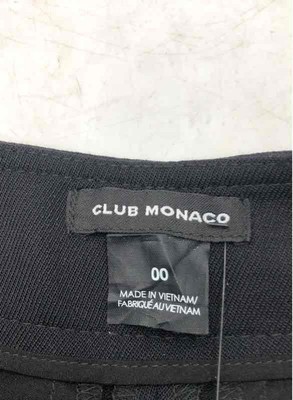 CLUB MONACO
00
MADE IN VIETNAM/
FABRIQUÉ AU VIETNAM